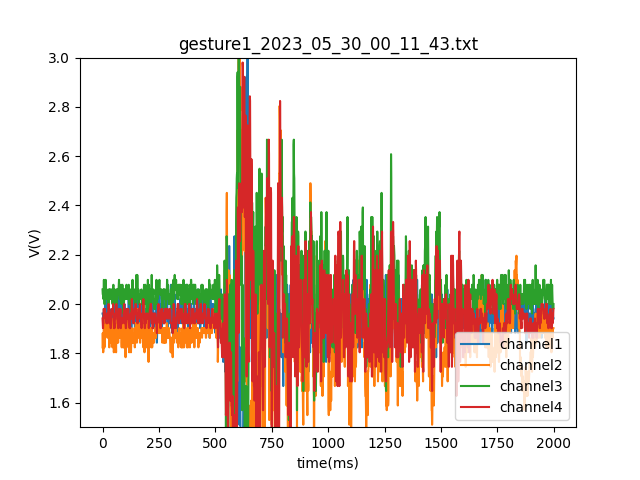 gesture1_2023_05_30_00_11_43.txt
V(V)
3.0
2.8
2.6
2.4
2.2
2.0
1.8
1.6
channel1
channel2
channel3
channel4
0 250 500 750 1000 1250 1500 1750 2000
time(ms)